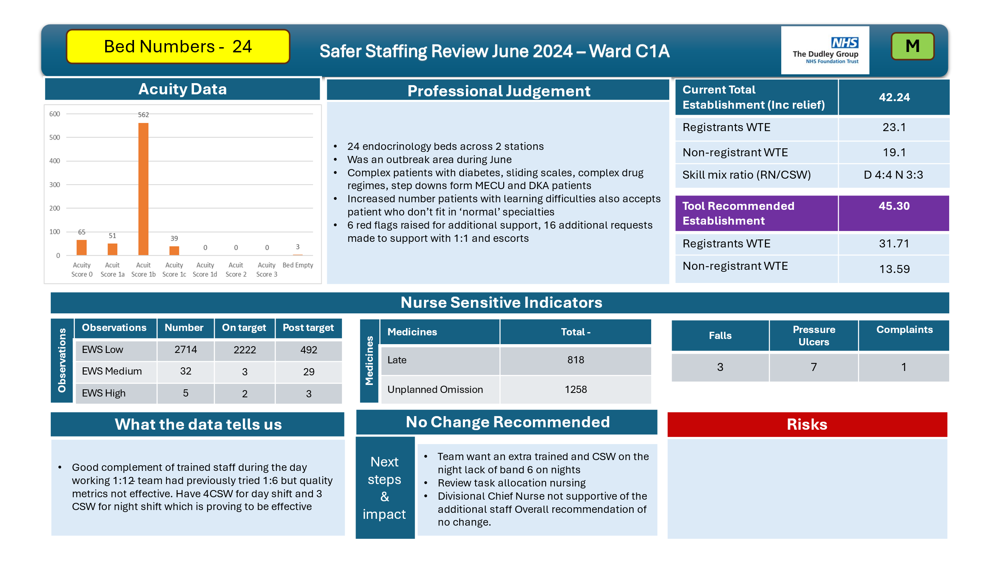 Bed Numbers - 24
Safer Staffing Review June 2024 – Ward C1A
NHS
The Dudley Group
NHS Foundation Trust
M
Acuity Data
600
500
400
300
200
100
0
65
51
562
39
0
0
0
3
Acuity Score 0
Acuit Score 1a
Acuit Score 1b
Acuity Score 1c
Acuity Score 1d
Acuit Score 2
Acuity Score 3
Bed Empty
Professional Judgement
• 24 endocrinology beds across 2 stations
• Was an outbreak area during June
• Complex patients with diabetes, sliding scales, complex drug
regimes, step downs form MECU and DKA patients
• Increased number patients with learning difficulties also accepts
patient who don’t fit in ‘normal’ specialties
• 6 red flags raised for additional support, 16 additional requests
made to support with 1:1 and escorts
Current Total
Establishment (Inc relief)
42.24
Registrants WTE 23.1
Non-registrant WTE 19.1
Skill mix ratio (RN/CSW) D 4:4 N 3:3
Tool Recommended
Establishment
45.30
Registrants WTE 31.71
Non-registrant WTE 13.59
Nurse Sensitive Indicators
Observations
Observations Number On target Post target
EWS Low 2714 2222 492
EWS Medium 32 3 29
EWS High 5 2 3
Medicines
Medicines Total -
Late 818
Unplanned Omission 1258
Falls
Pressure
Ulcers
Complaints
3 7 1
What the data tells us
• Good complement of trained staff during the day
working 1:12- team had previously tried 1:6 but quality
metrics not effective. Have 4CSW for day shift and 3
CSW for night shift which is proving to be effective
No Change Recommended
Next
steps
&
impact
• Team want an extra trained and CSW on the
night lack of band 6 on nights
• Review task allocation nursing
• Divisional Chief Nurse not supportive of the
additional staff Overall recommendation of
no change.
Risks